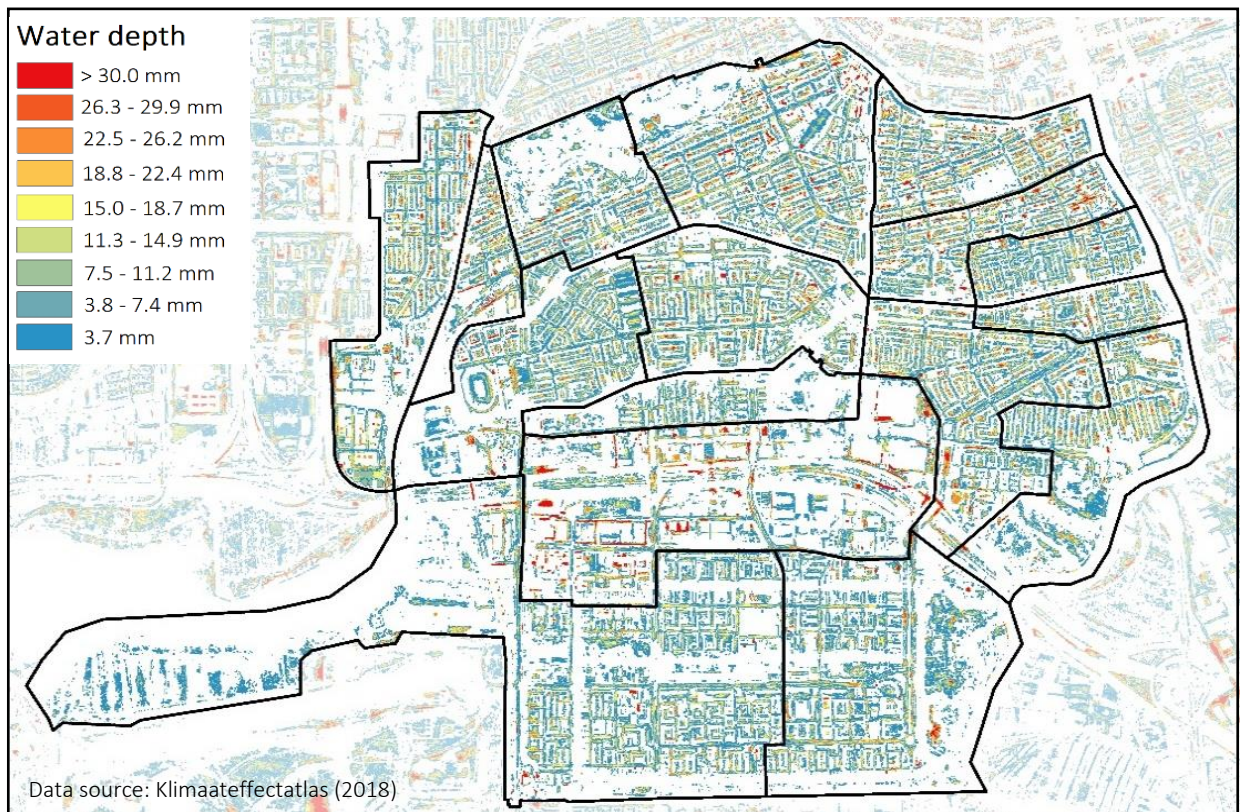 Water depth
> 30.0 mm
26.3 - 29.9 mm
22.5 - 26.2 mm
18.8 - 22.4 mm
15.0 - 18.7 mm
11.3 - 14.9 mm
7.5 - 11.2 mm
3.8 - 7.4 mm
3.7 mm
Data source: Klimaateffectatlas (2018)